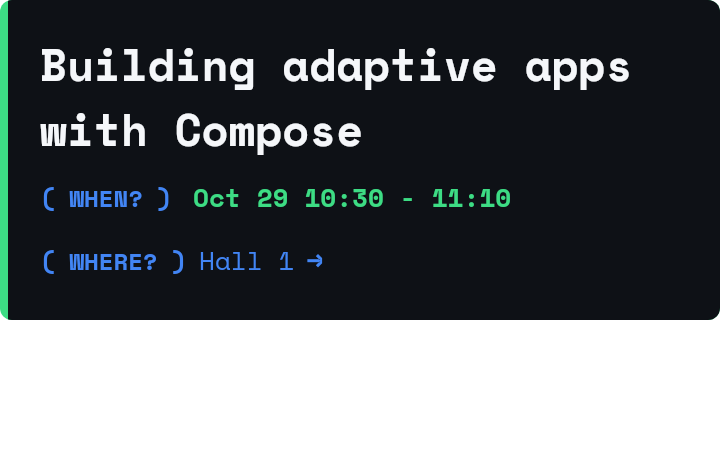 Building adaptive apps
with Compose
( WHEN? ) Oct 29 10:30 - 11:10
( WHERE? ) Hall 1 →